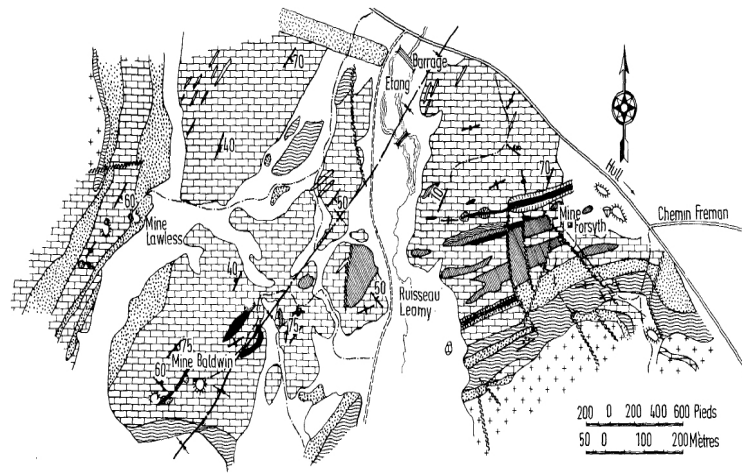 Barrage
Etang
70
40
70
Hull
60
Mine
Lawless
50
Mine
Forsyth
Chemin Freman
40
50
Ruisseau
Leamy
75
75
Mine Baldwin
60
200 0 200 400 600 Pieds
50 0 100 200 Mètres